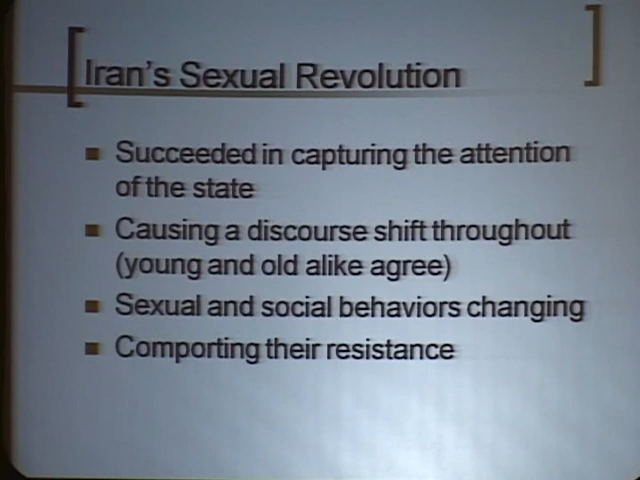 Iran's Sexual Revolution
Succeeded in capturing the attention
of the state
Causing a discourse shift throughout
(young and old alike agree)
Sexual and social behaviors changing
Comporting their resistance